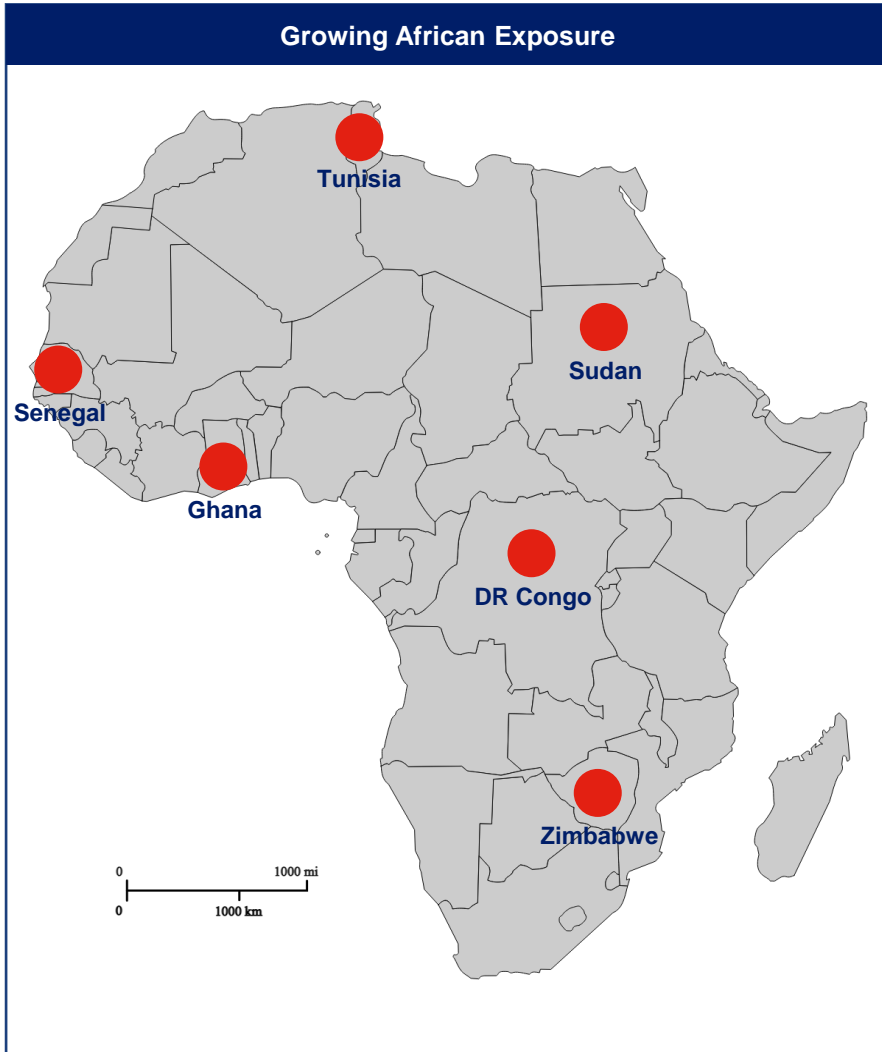 Growing African Exposure
Tunisia
Sudan
Senegal
Ghana
DR Congo
Zimbabwe
0 1000 mi
0 1000 km